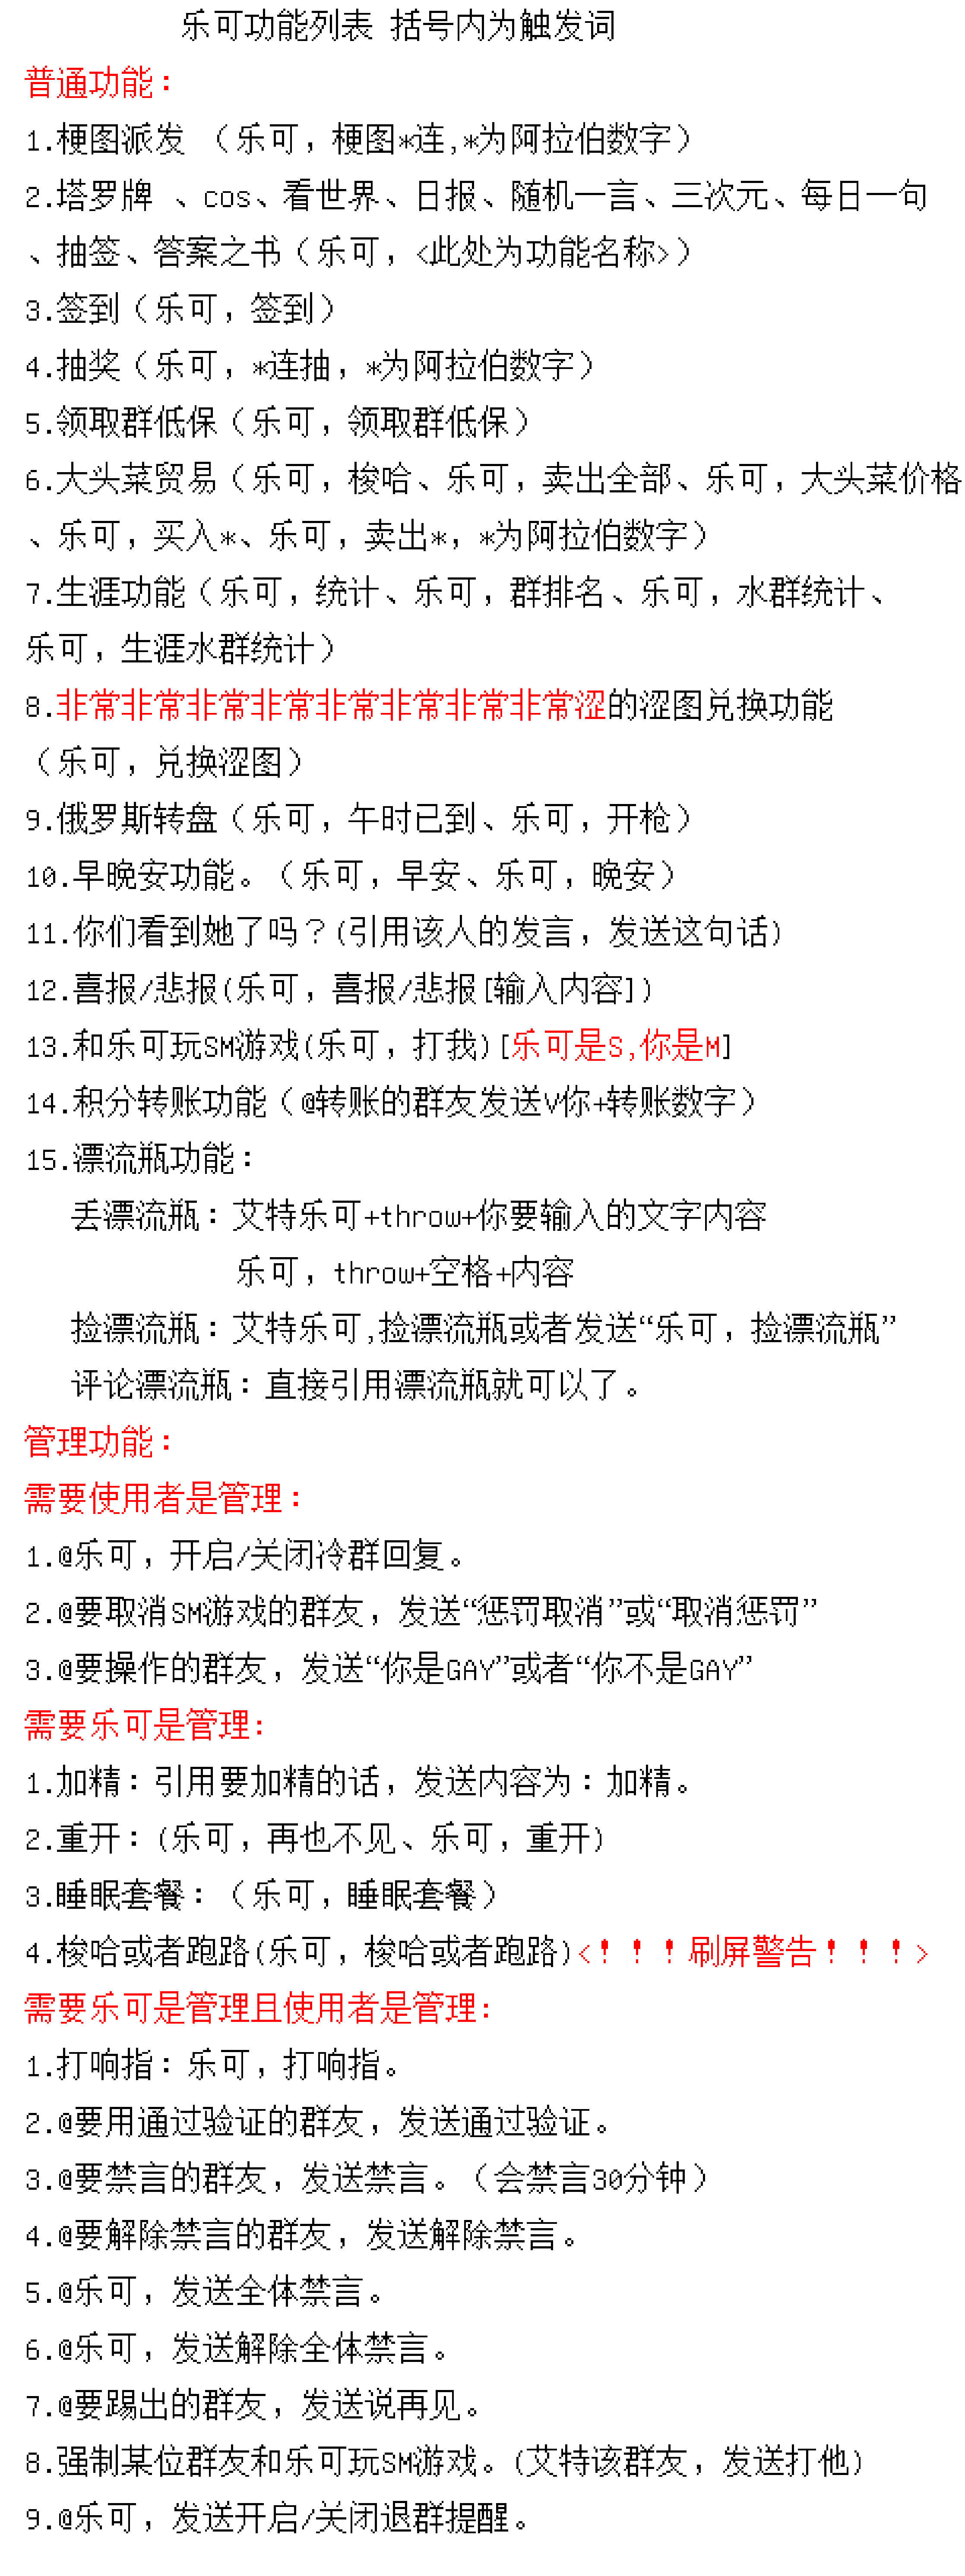 乐可功能列表 括号内为触发词
普通功能：
1.梗图派发 （乐可，梗图*连,*为阿拉伯数字）
2.塔罗牌 、cos、看世界、日报、随机一言、三次元、每日一句
、抽签、答案之书（乐可，<此处为功能名称>）
3.签到（乐可，签到）
4.抽奖（乐可，*连抽，*为阿拉伯数字）
5.领取群低保（乐可，领取群低保）
6.大头菜贸易（乐可，梭哈、乐可，卖出全部、乐可，大头菜价格
、乐可，买入*、乐可，卖出*，*为阿拉伯数字）
7.生涯功能（乐可，统计、乐可，群排名、乐可，水群统计、
乐可，生涯水群统计）
8.非常非常非常非常非常非常非常非常涩的涩图兑换功能
（乐可，兑换涩图）
9.俄罗斯转盘（乐可，午时已到、乐可，开枪）
10.早晚安功能。（乐可，早安、乐可，晚安）
11.你们看到她了吗？(引用该人的发言，发送这句话)
12.喜报/悲报(乐可，喜报/悲报[输入内容])
13.和乐可玩SM游戏(乐可，打我)[乐可是S,你是M]
14.积分转账功能（@转账的群友发送V你+转账数字）
15.漂流瓶功能：
丢漂流瓶：艾特乐可+throw+你要输入的文字内容
乐可，throw+空格+内容
捡漂流瓶：艾特乐可,捡漂流瓶或者发送“乐可，捡漂流瓶”
评论漂流瓶：直接引用漂流瓶就可以了。
管理功能：
需要使用者是管理：
1.@乐可，开启/关闭冷群回复。
2.@要取消SM游戏的群友，发送“惩罚取消”或“取消惩罚”
3.@要操作的群友，发送“你是GAY”或者“你不是GAY”
需要乐可是管理:
1.加精：引用要加精的话，发送内容为：加精。
2.重开：(乐可，再也不见、乐可，重开)
3.睡眠套餐：（乐可，睡眠套餐）
4.梭哈或者跑路(乐可，梭哈或者跑路)<！！！刷屏警告！！！>
需要乐可是管理且使用者是管理:
1.打响指：乐可，打响指。
2.@要用通过验证的群友，发送通过验证。
3.@要禁言的群友，发送禁言。（会禁言30分钟）
4.@要解除禁言的群友，发送解除禁言。
5.@乐可，发送全体禁言。
6.@乐可，发送解除全体禁言。
7.@要踢出的群友，发送说再见。
8.强制某位群友和乐可玩SM游戏。(艾特该群友，发送打他)
9.@乐可，发送开启/关闭退群提醒。